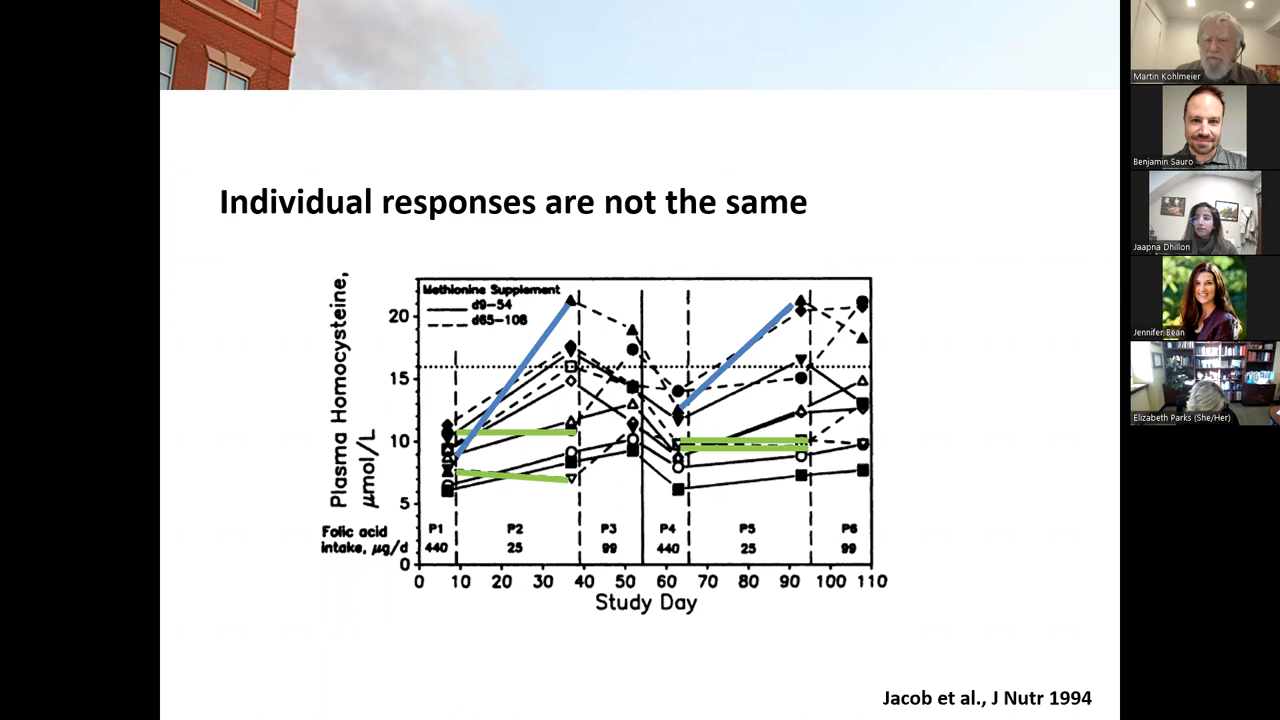 Individual responses are not the same
Plasma Homocysteine,
μmol/L
Methionine Supplement
d9-54
d65-108
20
15
10
5
0
Folic acid
intake, μg/d
P1 P2 P3 P4 P5 P6
440 25 99 440 25 99
0 10 20 30 40 50 60 70 80 90 100 110
Study Day
Jacob et al., J Nutr 1994
Martin Kohlmeier
Benjamin Sauro
Jaapna Dhillon
Jennifer Bean
Elizabeth Parks (She/Her)